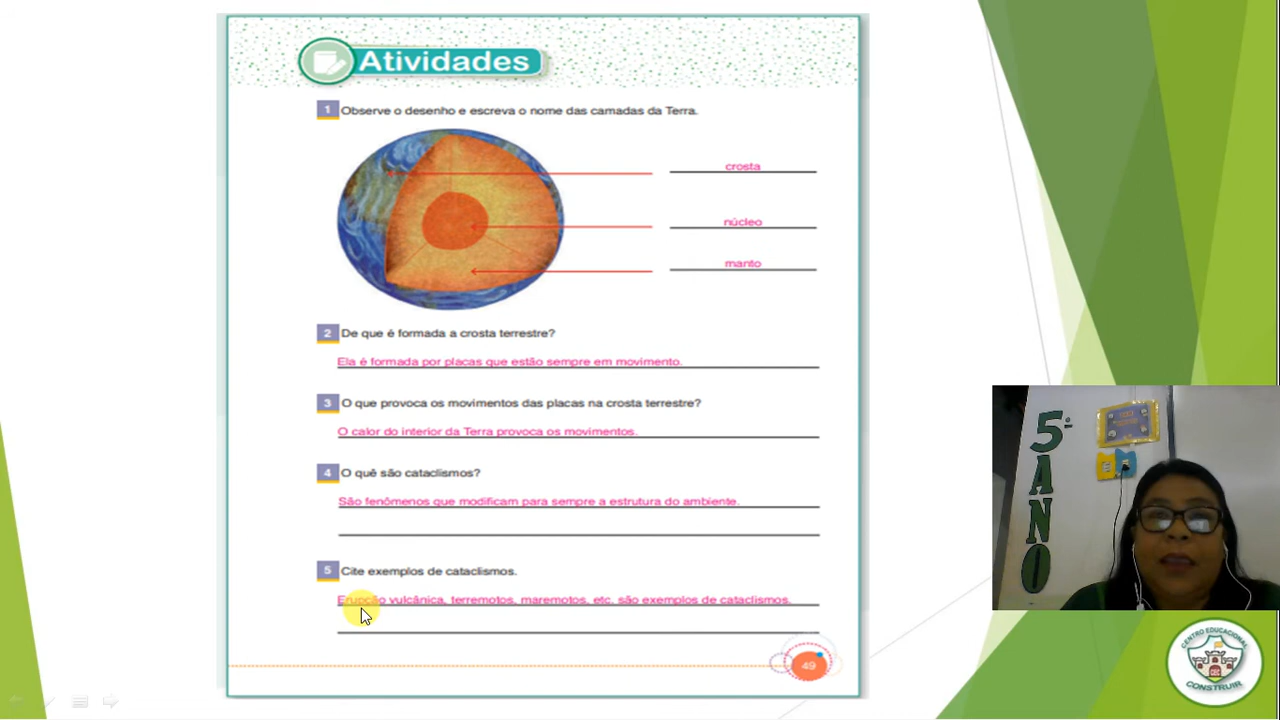 Atividades
1 Observe o desenho e escreva o nome das camadas da Terra.
crosta
núcleo
manto
2 De que é formada a crosta terrestre?
Ela é formada por placas que estão sempre em movimento.
3 O que provoca os movimentos das placas na crosta terrestre?
O calor do interior da Terra provoca os movimentos.
4 O quê são cataclismos?
São fenômenos que modificam para sempre a estrutura do ambiente.
5 Cite exemplos de cataclismos.
Erupção vulcânica, terremotos, maremotos, etc. são exemplos de cataclismos.
49
5º
ANO
CENTRO EDUCACIONAL
CONSTRUIR